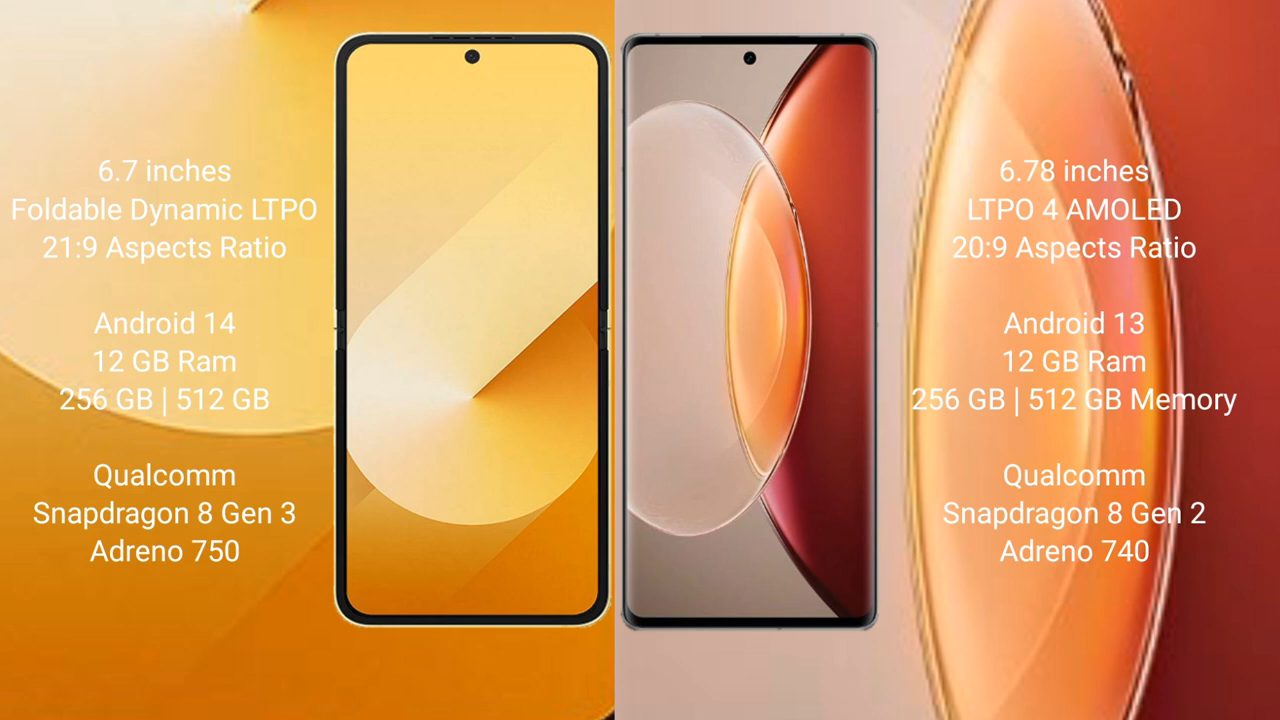 6.7 inches
Foldable Dynamic LTPO
21:9 Aspects Ratio
Android 14
12 GB Ram
256 GB | 512 GB
Qualcomm
Snapdragon 8 Gen 3
Adreno 750
6.78 inches
LTPO 4 AMOLED
20:9 Aspects Ratio
Android 13
12 GB Ram
256 GB | 512 GB Memory
Qualcomm
Snapdragon 8 Gen 2
Adreno 740